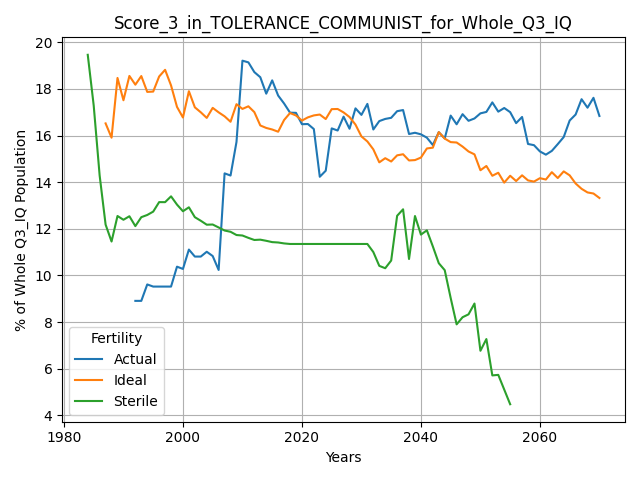 Score_3_in_TOLERANCE_COMMUNIST_for_Whole_Q3_IQ
% of Whole Q3_IQ Population
20
18
16
14
12
10
8
6
4
Fertility
Actual
Ideal
Sterile
1980
2000
2020
2040
2060
Years